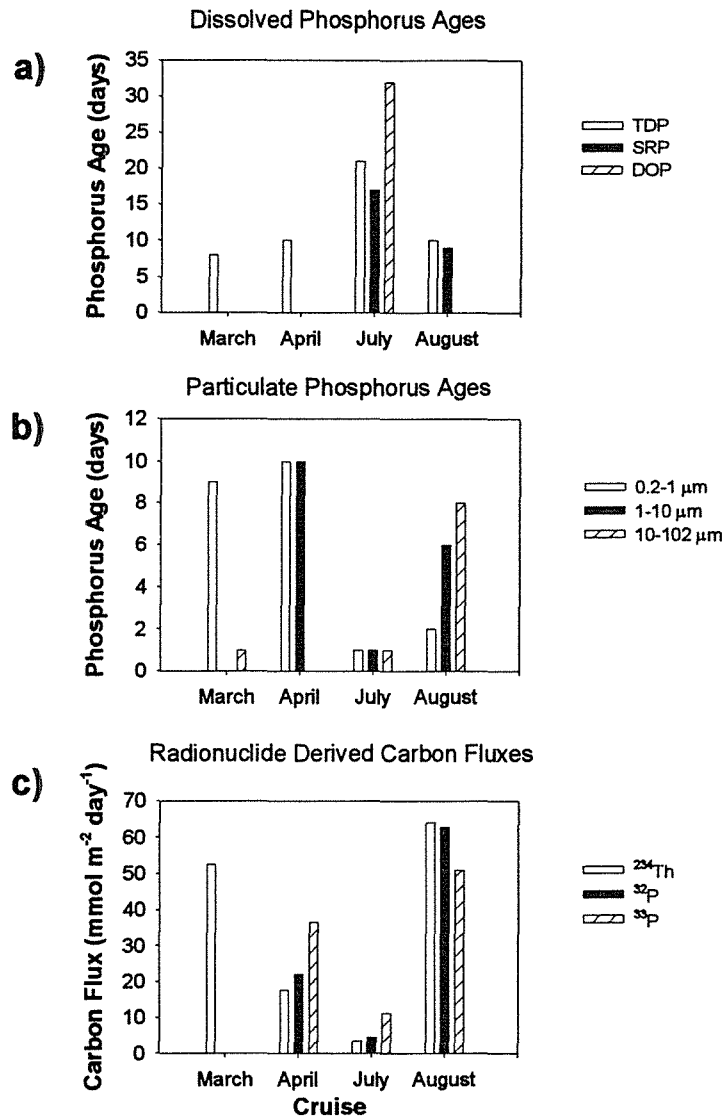 Dissolved Phosphorus Ages
a)
Phosphorus Age (days)
35
30
25
20
15
10
5
0
March April July August
TDP
SRP
DOP
Particulate Phosphorus Ages
b)
Phosphorus Age (days)
12
10
8
6
4
2
0
March April July August
0.2-1 μm
1-10 μm
10-102 μm
Radionuclide Derived Carbon Fluxes
c)
Carbon Flux (mmol m⁻² day⁻¹)
70
60
50
40
30
20
10
0
March April July August
Cruise
²³⁴Th
³²P
³³P